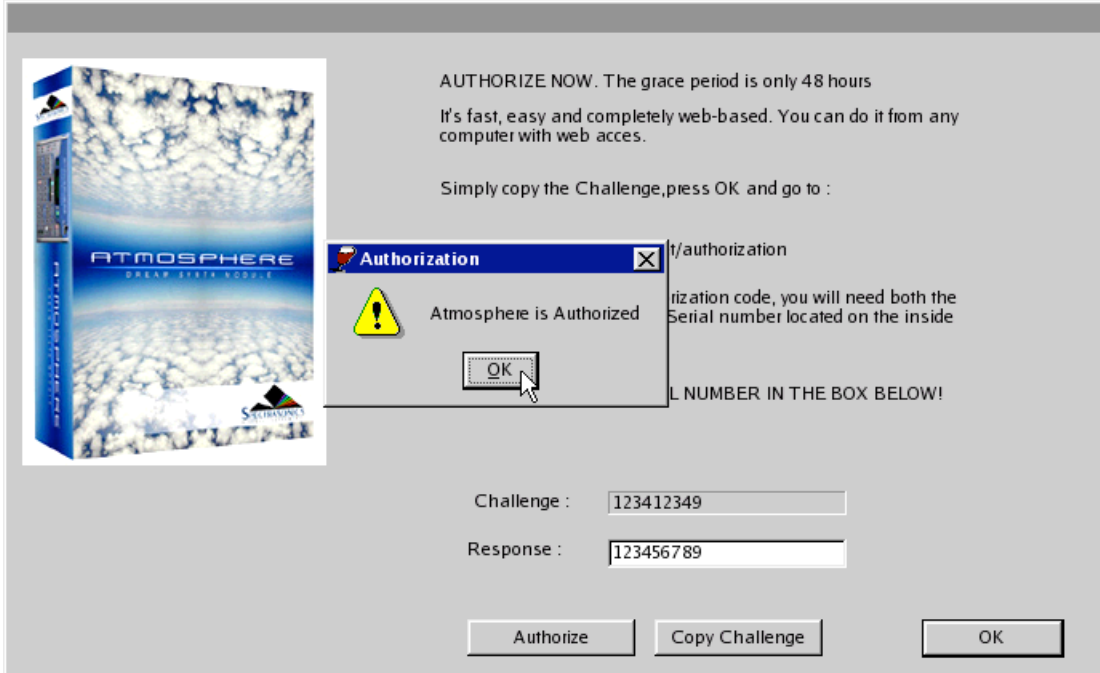 AUTHORIZE NOW. The grace period is only 48 hours
It's fast, easy and completely web-based. You can do it from any
computer with web acces.
Simply copy the Challenge,press OK and go to :
t/authorization
rization code, you will need both the
Serial number located on the inside
L NUMBER IN THE BOX BELOW!
ATMOSPHERE
DREAM SYNTH MODULE
ATMOSPHERE
SPECTRASONICS
Authorization
Atmosphere is Authorized
OK
Challenge :
123412349
Response :
123456789
Authorize
Copy Challenge
OK